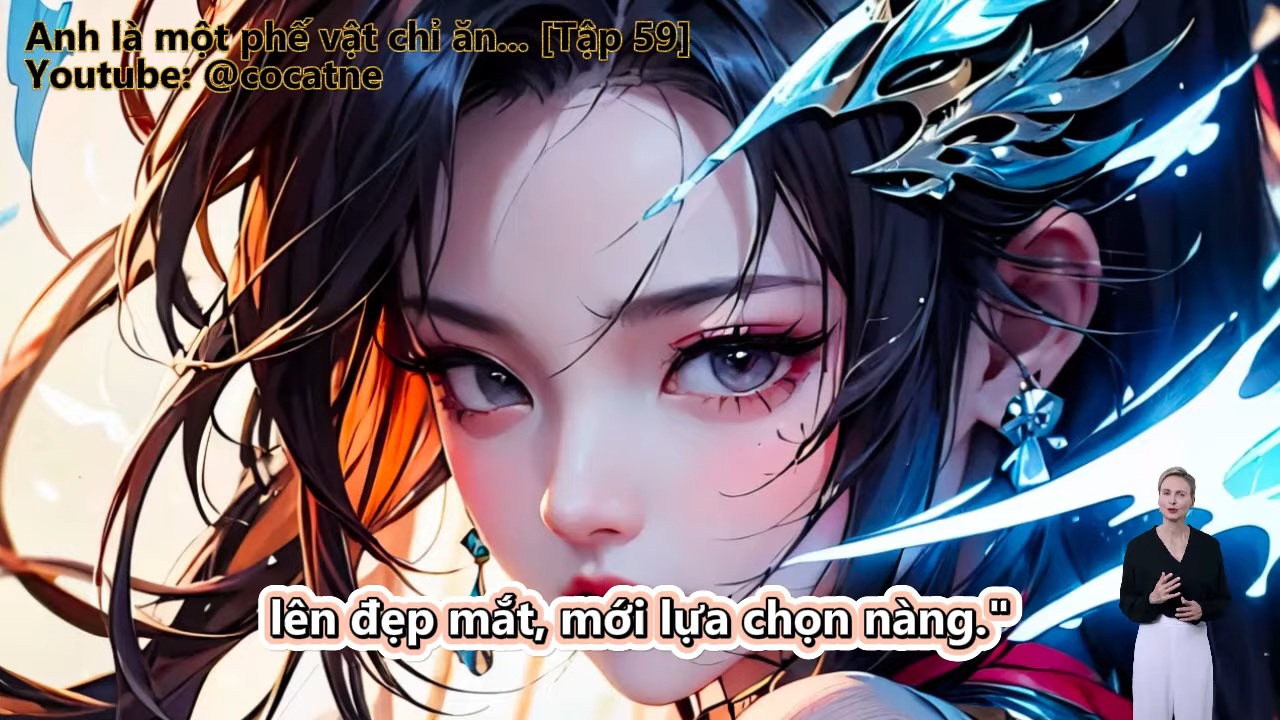 Anh là một phế vật chỉ ăn... [Tập 59]
Youtube: @cocatne
lên đẹp mắt, mới lựa chọn nàng."